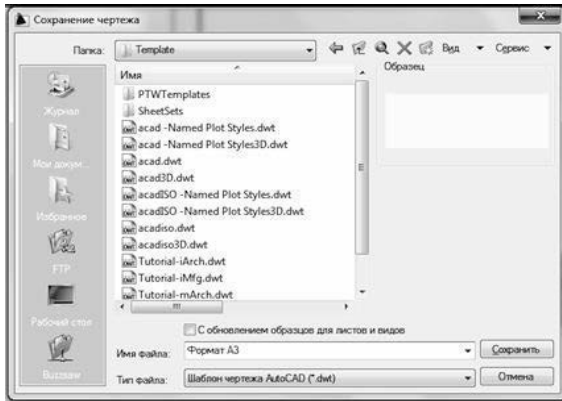 Сохранение чертежа
Папка: Template Вид Сервис
Журнал
Мои докум...
Избранное
FTP
Рабочий стол
Buzzsaw
Имя
PTWTemplates
SheetSets
acad -Named Plot Styles.dwt
acad -Named Plot Styles3D.dwt
acad.dwt
acad3D.dwt
acadISO -Named Plot Styles.dwt
acadISO -Named Plot Styles3D.dwt
acadiso.dwt
acadiso3D.dwt
Tutorial-iArch.dwt
Tutorial-iMfg.dwt
Tutorial-mArch.dwt
Образец
С обновлением образцов для листов и видов
Имя файла: Формат А3 Сохранить
Тип файла: Шаблон чертежа AutoCAD (*.dwt) Отмена